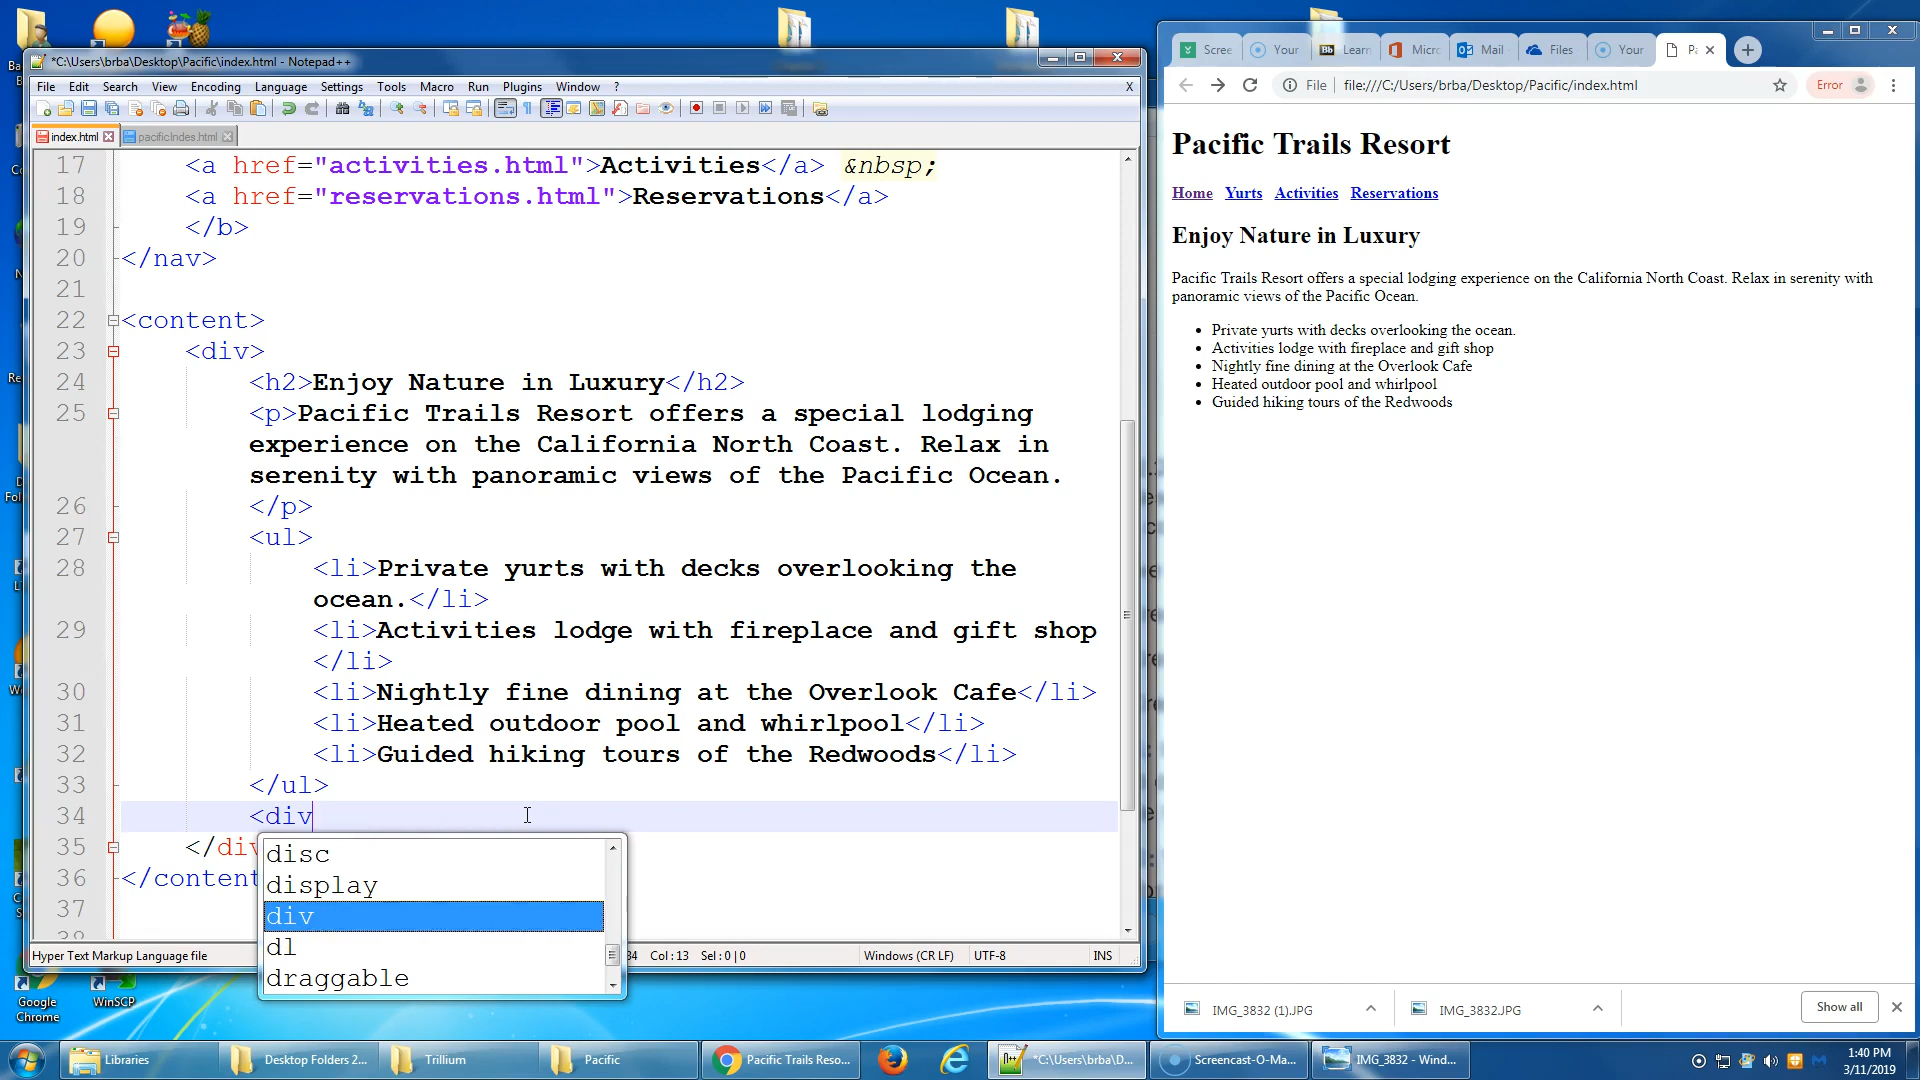 *C:\Users\brba\Desktop\Pacific\index.html - Notepad++
File Edit Search View Encoding Language Settings Tools Macro Run Plugins Window ? X
index.html pacificIndes.html
17 <a href="activities.html">Activities</a> &nbsp;
18 <a href="reservations.html">Reservations</a>
19 </b>
20 </nav>
21
22 <content>
23 <div>
24 <h2>Enjoy Nature in Luxury</h2>
25 <p>Pacific Trails Resort offers a special lodging
experience on the California North Coast. Relax in
serenity with panoramic views of the Pacific Ocean.
26 </p>
27 <ul>
28 <li>Private yurts with decks overlooking the
ocean.</li>
29 <li>Activities lodge with fireplace and gift shop
</li>
30 <li>Nightly fine dining at the Overlook Cafe</li>
31 <li>Heated outdoor pool and whirlpool</li>
32 <li>Guided hiking tours of the Redwoods</li>
33 </ul>
34 <div
35 </div
36 </content
37
disc
display
div
dl
draggable
Hyper Text Markup Language file
Col : 13 Sel : 0 | 0 Windows (CR LF) UTF-8 INS
Scree Your Learn Micro Mail Files Your Pa
File file:///C:/Users/brba/Desktop/Pacific/index.html Error
Pacific Trails Resort
Home Yurts Activities Reservations
Enjoy Nature in Luxury
Pacific Trails Resort offers a special lodging experience on the California North Coast. Relax in serenity with
panoramic views of the Pacific Ocean.
Private yurts with decks overlooking the ocean.
Activities lodge with fireplace and gift shop
Nightly fine dining at the Overlook Cafe
Heated outdoor pool and whirlpool
Guided hiking tours of the Redwoods
IMG_3832 (1).JPG IMG_3832.JPG Show all
Google
Chrome
WinSCP
Libraries Desktop Folders 2... Trillium Pacific Pacific Trails Reso... *C:\Users\brba\D... Screencast-O-Ma... IMG_3832 - Wind...
1:40 PM
3/11/2019